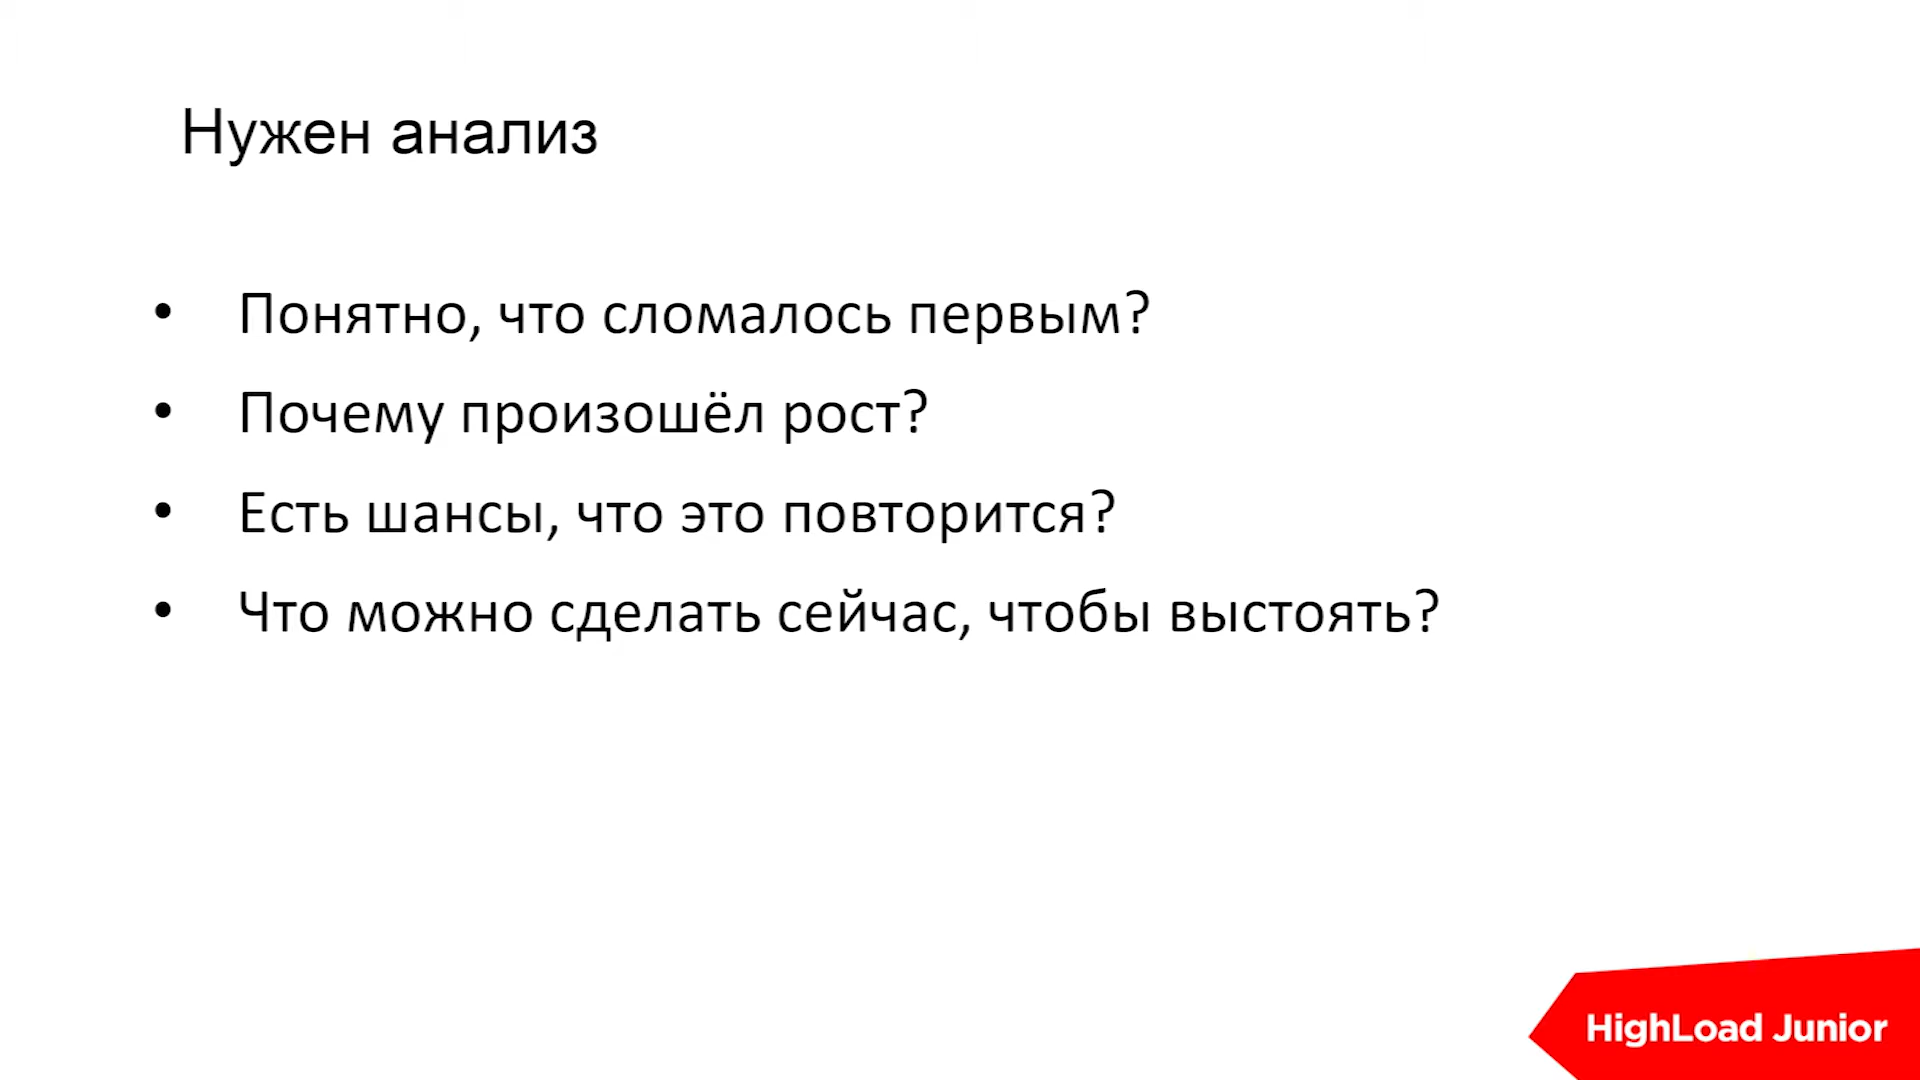 Нужен анализ
• Понятно, что сломалось первым?
• Почему произошёл рост?
• Есть шансы, что это повторится?
• Что можно сделать сейчас, чтобы выстоять?
HighLoad Junior